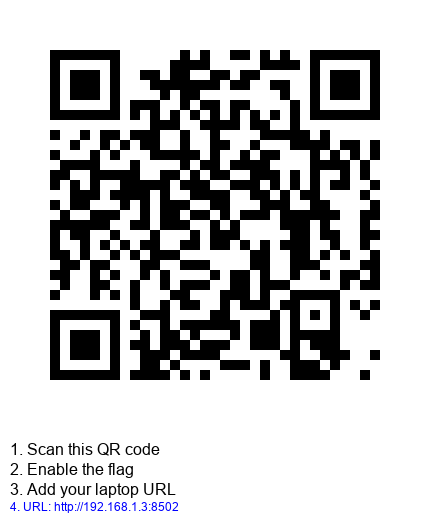 1. Scan this QR code
2. Enable the flag
3. Add your laptop URL
4. URL: http://192.168.1.3:8502